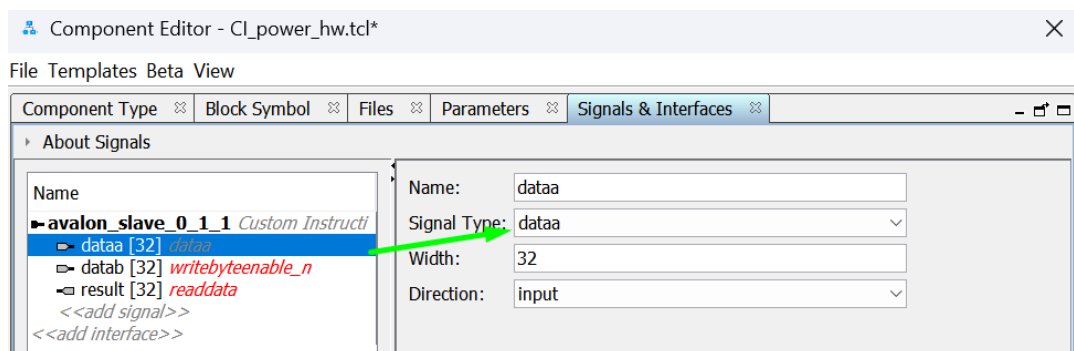 Component Editor - CI_power_hw.tcl*
File Templates Beta View
Component Type Block Symbol Files Parameters Signals & Interfaces
About Signals
Name
avalon_slave_0_1_1 Custom Instructi
dataa [32] dataa
datab [32] writebyteenable_n
result [32] readdata
<<add signal>>
<<add interface>>
Name: dataa
Signal Type: dataa
Width: 32
Direction: input